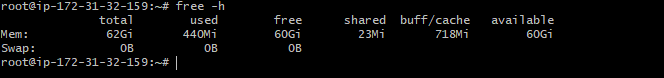 root@ip-172-31-32-159:~# free -h
total used free shared buff/cache available
Mem: 62Gi 440Mi 60Gi 23Mi 718Mi 60Gi
Swap: 0B 0B 0B
root@ip-172-31-32-159:~#